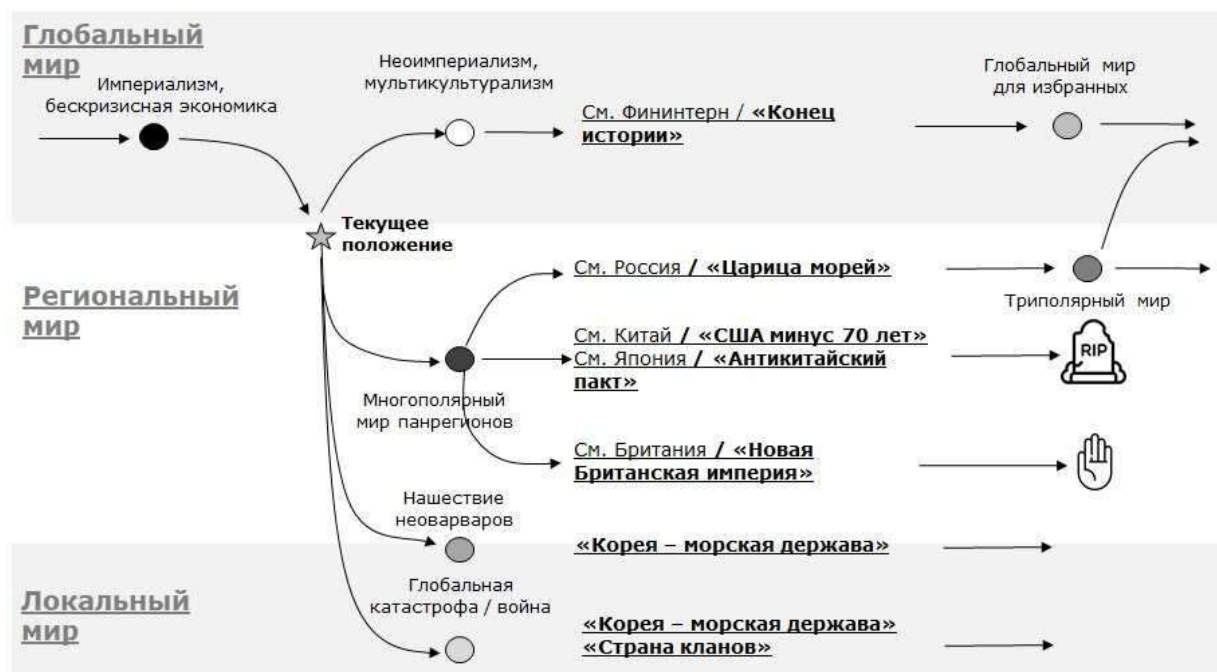 Глобальный
мир
Империализм,
бескризисная экономика
Неоимпериализм,
мультикультурализм
См. Фининтерн / «Конец
истории»
Глобальный мир
для избранных
Текущее
положение
Региональный
мир
См. Россия / «Царица морей»
Триполярный мир
См. Китай / «США минус 70 лет»
См. Япония / «Антикитайский
пакт»
RIP
Многополярный
мир панрегионов
См. Британия / «Новая
Британская империя»
Нашествие
неоварваров
«Корея – морская держава»
Локальный
мир
Глобальная
катастрофа / война
«Корея – морская держава»
«Страна кланов»